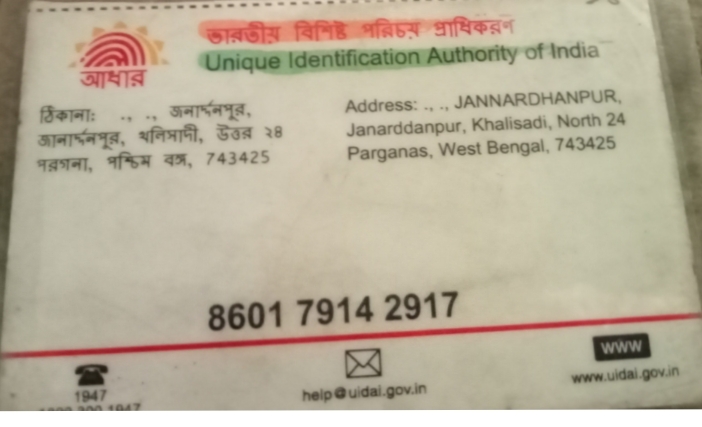 ভারতীয় বিশিষ্ট পরিচয় প্রাধিকরণ
Unique Identification Authority of India
আধার
ঠিকানা: ., ., জনার্দ্দনপূর,
জানার্দ্দনপূর, খলিসাদী, উত্তর ২৪
পরগনা, পশ্চিম বঙ্গ, 743425
Address: ., ., JANNARDHANPUR,
Janarddanpur, Khalisadi, North 24
Parganas, West Bengal, 743425
8601 7914 2917
1947
1947
help@uidai.gov.in
WWW
www.uidai.gov.in